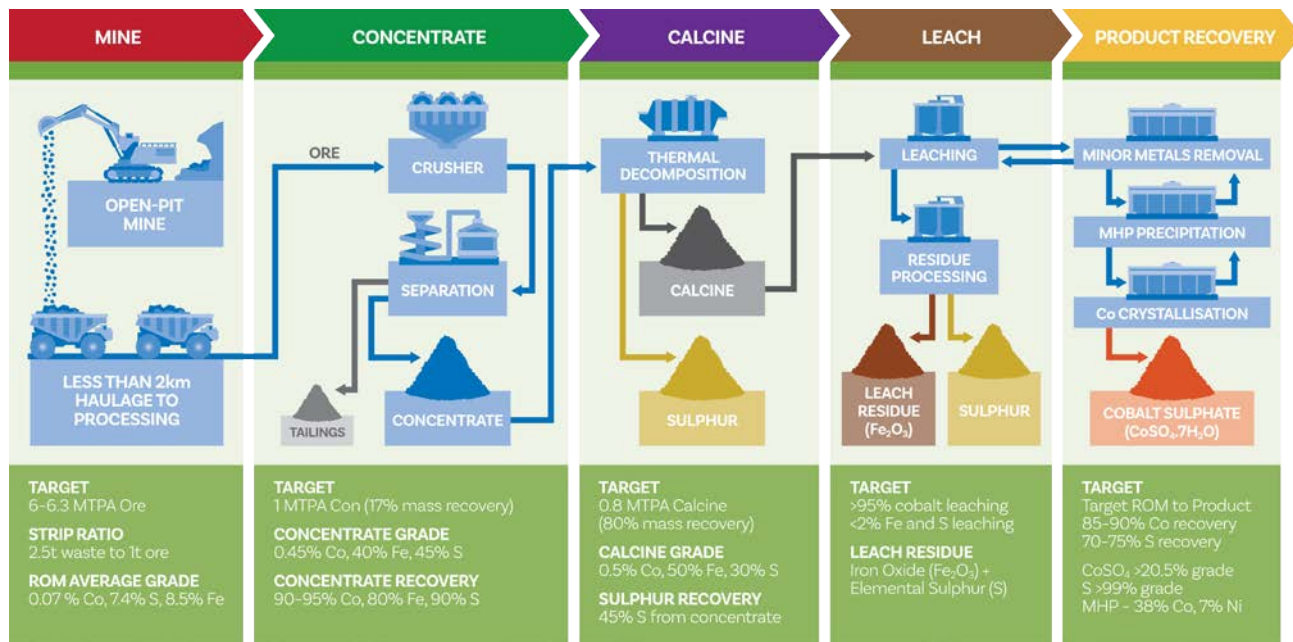 MINE
CONCENTRATE
CALCINE
LEACH
PRODUCT RECOVERY
OPEN-PIT
MINE
LESS THAN 2km
HAULAGE TO
PROCESSING
ORE
CRUSHER
SEPARATION
TAILINGS
CONCENTRATE
THERMAL
DECOMPOSITION
CALCINE
SULPHUR
LEACHING
RESIDUE
PROCESSING
LEACH
RESIDUE
(Fe₂O₃)
SULPHUR
MINOR METALS REMOVAL
MHP PRECIPITATION
Co CRYSTALLISATION
COBALT SULPHATE
(CoSO₄.7H₂O)
TARGET
6-6.3 MTPA Ore
STRIP RATIO
2.5t waste to 1t ore
ROM AVERAGE GRADE
0.07 % Co, 7.4% S, 8.5% Fe
TARGET
1 MTPA Con (17% mass recovery)
CONCENTRATE GRADE
0.45% Co, 40% Fe, 45% S
CONCENTRATE RECOVERY
90-95% Co, 80% Fe, 90% S
TARGET
0.8 MTPA Calcine
(80% mass recovery)
CALCINE GRADE
0.5% Co, 50% Fe, 30% S
SULPHUR RECOVERY
45% S from concentrate
TARGET
>95% cobalt leaching
<2% Fe and S leaching
LEACH RESIDUE
Iron Oxide (Fe₂O₃) +
Elemental Sulphur (S)
TARGET
Target ROM to Product
85-90% Co recovery
70-75% S recovery
CoSO₄ >20.5% grade
S >99% grade
MHP - 38% Co, 7% Ni